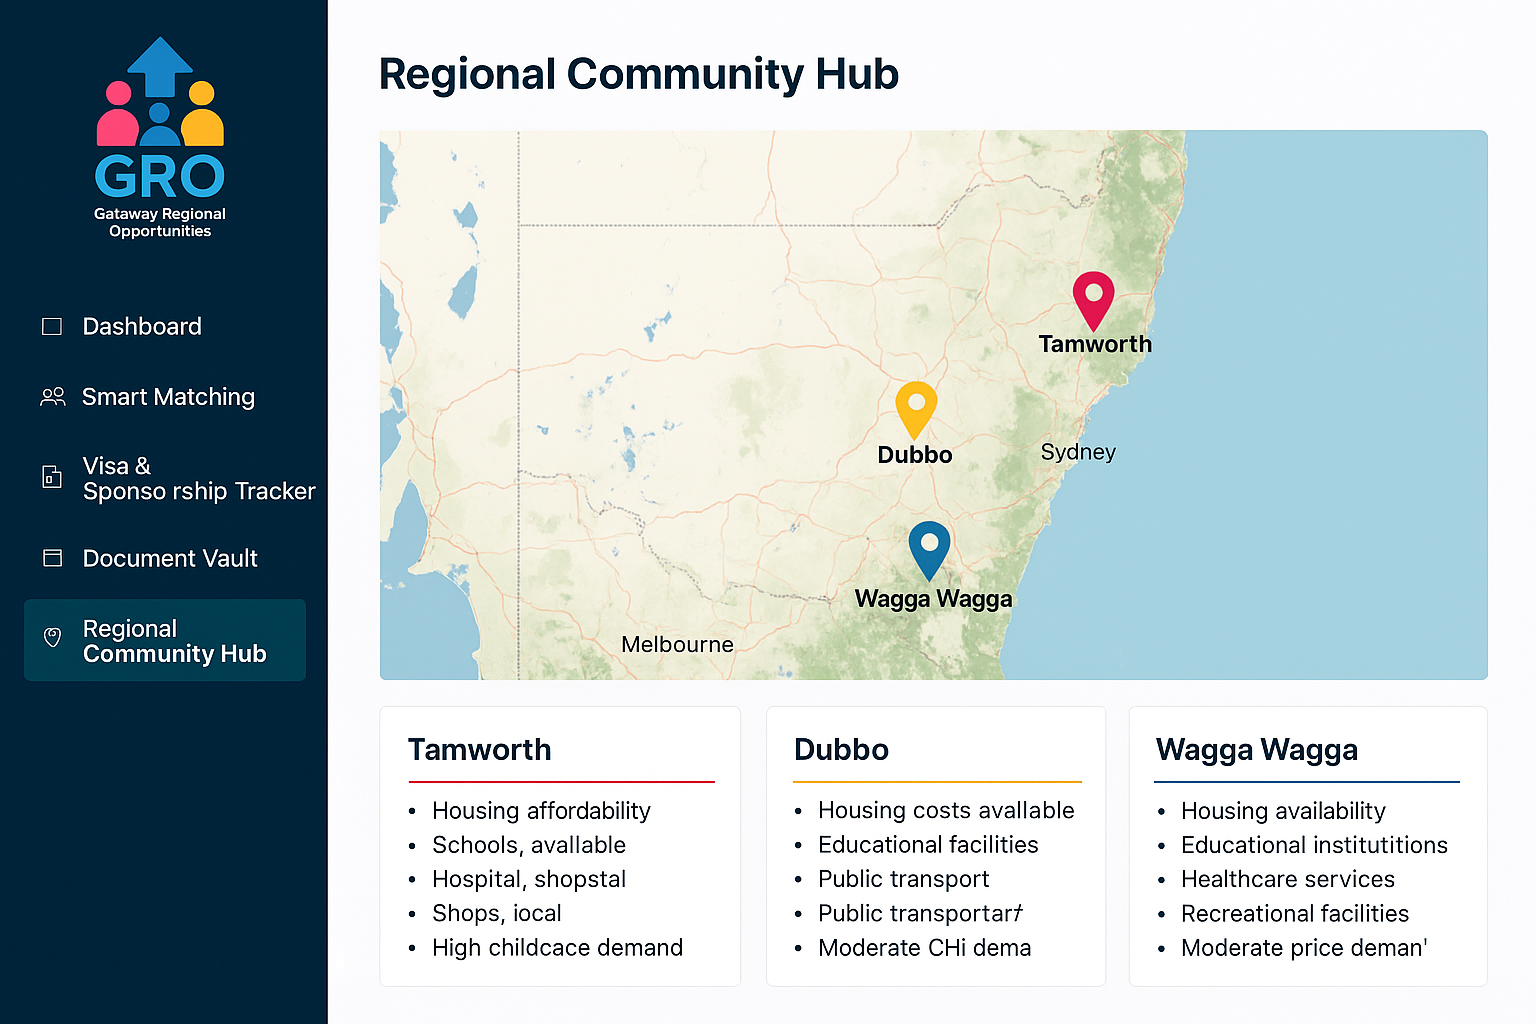 GRO
Gataway Regional
Opportunities
Dashboard
Smart Matching
Visa &
Sponso rship Tracker
Document Vault
Regional
Community Hub
Regional Community Hub
Tamworth
Dubbo
Sydney
Wagga Wagga
Melbourne
Tamworth
• Housing affordability
• Schools, avallable
• Hospital, shopstal
• Shops, iocal
• High childcace demand
Dubbo
• Housing costs avallable
• Educational facilities
• Public transport
• Public transportart
• Moderate CHi dema
Wagga Wagga
• Housing availability
• Educational institutitions
• Healthcare services
• Recreational facilities
• Moderate price deman'